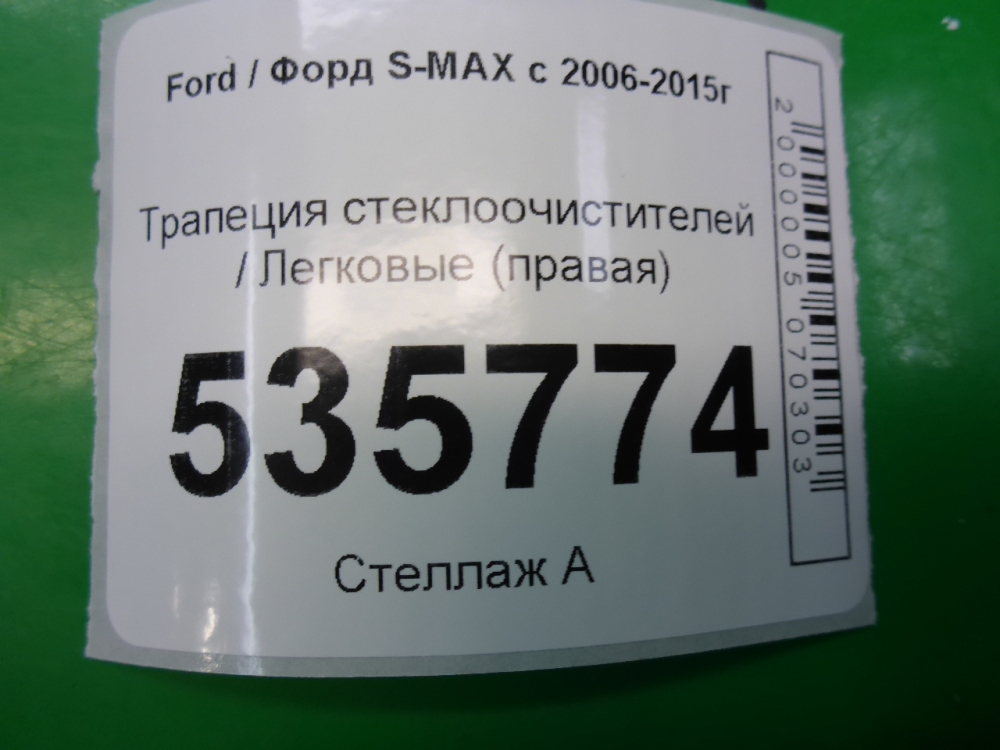 Ford / Форд S-MAX с 2006-2015г
Трапеция стеклоочистителей
/ Легковые (правая)
535774
Стеллаж А
2000005070303